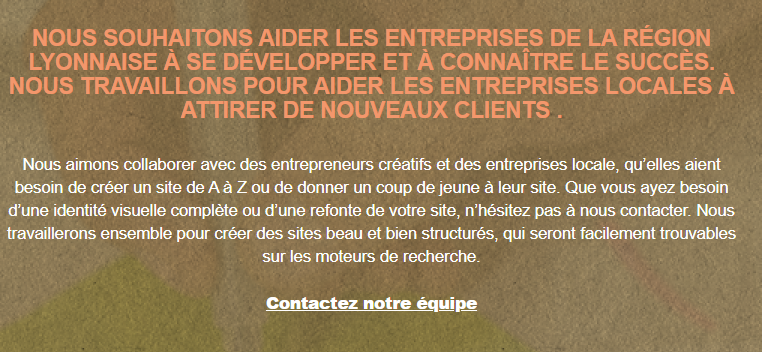 NOUS SOUHAITONS AIDER LES ENTREPRISES DE LA RÉGION
LYONNAISE À SE DÉVELOPPER ET À CONNAÎTRE LE SUCCÈS.
NOUS TRAVAILLONS POUR AIDER LES ENTREPRISES LOCALES À
ATTIRER DE NOUVEAUX CLIENTS .
Nous aimons collaborer avec des entrepreneurs créatifs et des entreprises locale, qu’elles aient
besoin de créer un site de A à Z ou de donner un coup de jeune à leur site. Que vous ayez besoin
d’une identité visuelle complète ou d’une refonte de votre site, n’hésitez pas à nous contacter. Nous
travaillerons ensemble pour créer des sites beau et bien structurés, qui seront facilement trouvables
sur les moteurs de recherche.
Contactez notre équipe